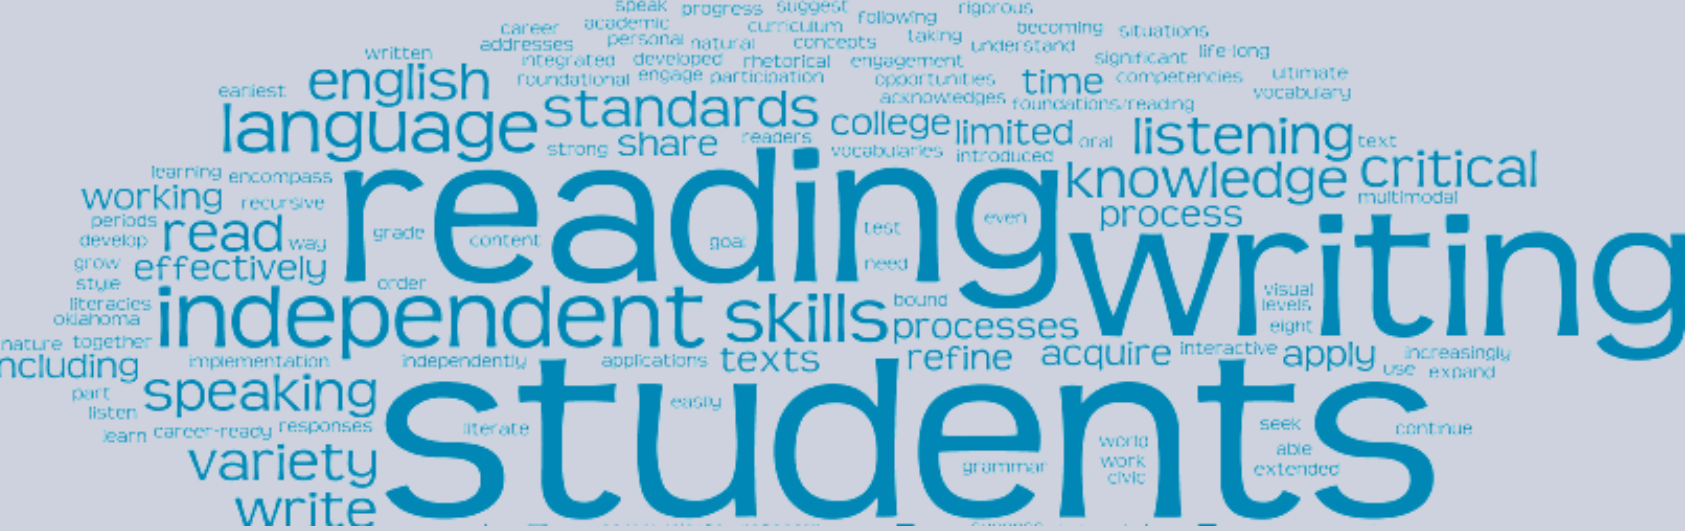 speak progress suggest rigorous
career academic curriculum following becoming situations
addresses personal natural concepts taking understand
written integrated developed rhetorical engagement significant life-long
english foundational engage participation opportunities time competencies ultimate
earliest standards acknowledges foundations/reading vocabulary
language strong share readers college limited oral listening text
vocabularies introduced
learning encompass reading knowledge critical
working recursive process multimodal
periods read grade content goal test even writing
develop way
grow effectively need
style order
literacies independent skills bound visual
oklahoma processes levels
nature together eight
ncluding implementation independently applications texts refine acquire interactive apply increasingly
part speaking students use expand
listen easily
learn career-ready responses literate seek continue
variety world able
grammar work extended
write civic